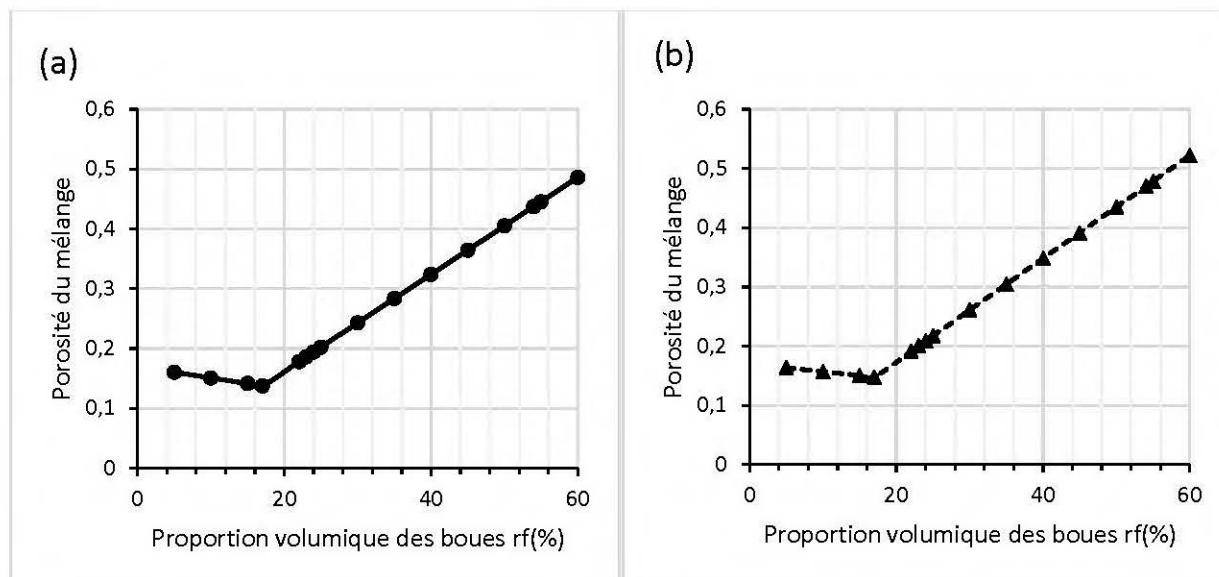 (a)
0,6
0,5
0,4
0,3
0,2
0,1
0
0 20 40 60
Porosité du mélange
Proportion volumique des boues rf(%)
(b)
0,6
0,5
0,4
0,3
0,2
0,1
0
0 20 40 60
Porosité du mélange
Proportion volumique des boues rf(%)